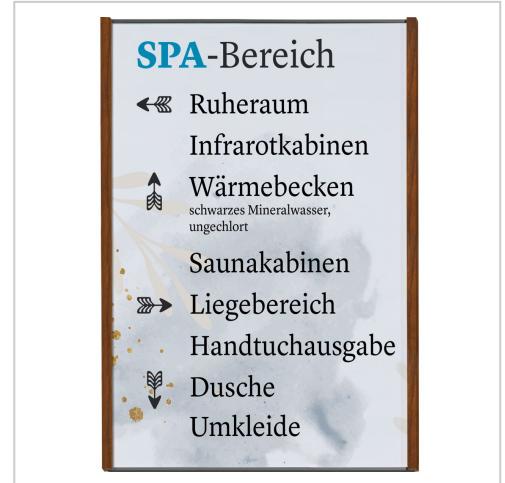 SPA-Bereich
Ruheraum
Infrarotkabinen
Wärmebecken
schwarzes Mineralwasser,
ungechlort
Saunakabinen
Liegebereich
Handtuchausgabe
Dusche
Umkleide